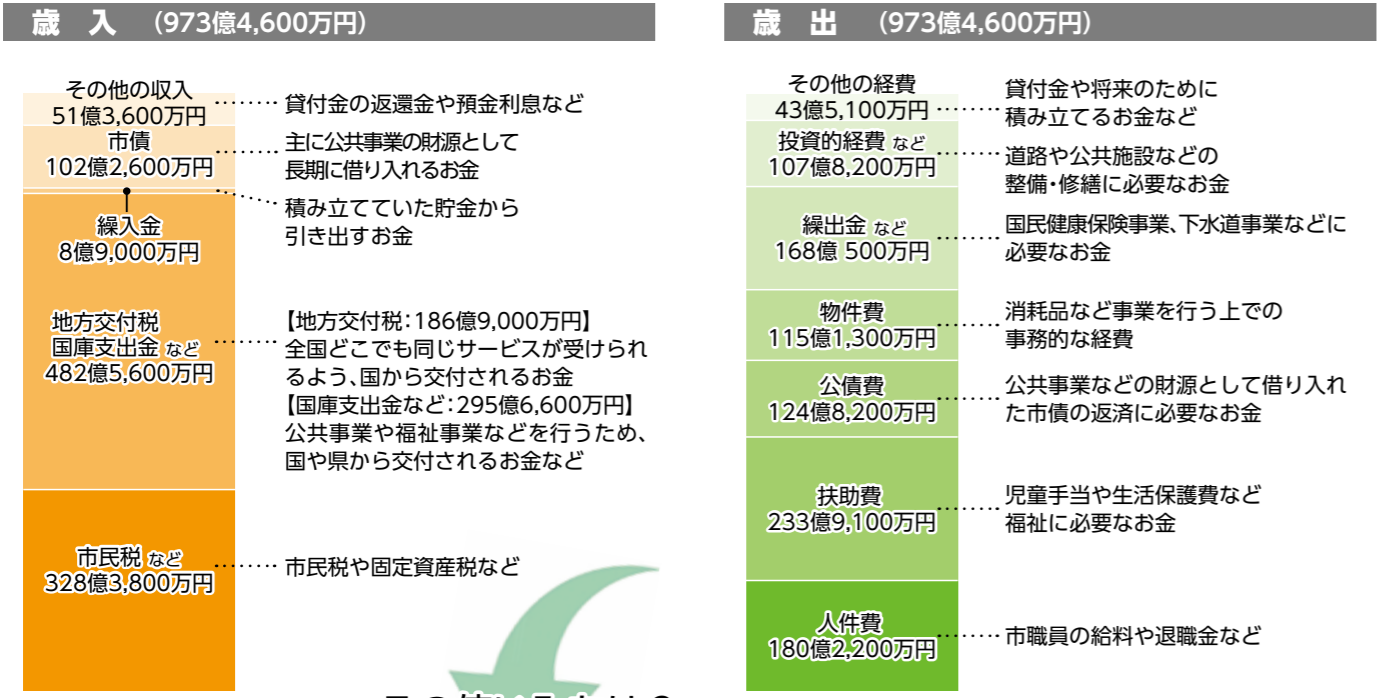 歳 入 （973億4,600万円）
その他の収入
51億3,600万円
貸付金の返還金や預金利息など
市債
102億2,600万円
主に公共事業の財源として
長期に借り入れるお金
繰入金
8億9,000万円
積み立てていた貯金から
引き出すお金
地方交付税
国庫支出金 など
482億5,600万円
【地方交付税：186億9,000万円】
全国どこでも同じサービスが受けられ
るよう、国から交付されるお金
【国庫支出金など：295億6,600万円】
公共事業や福祉事業などを行うため、
国や県から交付されるお金など
市民税 など
328億3,800万円
市民税や固定資産税など
歳 出 （973億4,600万円）
その他の経費
43億5,100万円
貸付金や将来のために
積み立てるお金など
投資的経費 など
107億8,200万円
道路や公共施設などの
整備・修繕に必要なお金
繰出金 など
168億 500万円
国民健康保険事業、下水道事業などに
必要なお金
物件費
115億1,300万円
消耗品など事業を行う上での
事務的な経費
公債費
124億8,200万円
公共事業などの財源として借り入れ
た市債の返済に必要なお金
扶助費
233億9,100万円
児童手当や生活保護費など
福祉に必要なお金
人件費
180億2,200万円
市職員の給料や退職金など